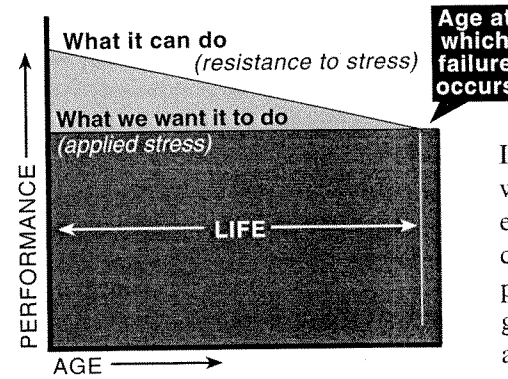 Age at
which
failure
occurs
What it can do
(resistance to stress)
What we want it to do
(applied stress)
LIFE
PERFORMANCE
AGE